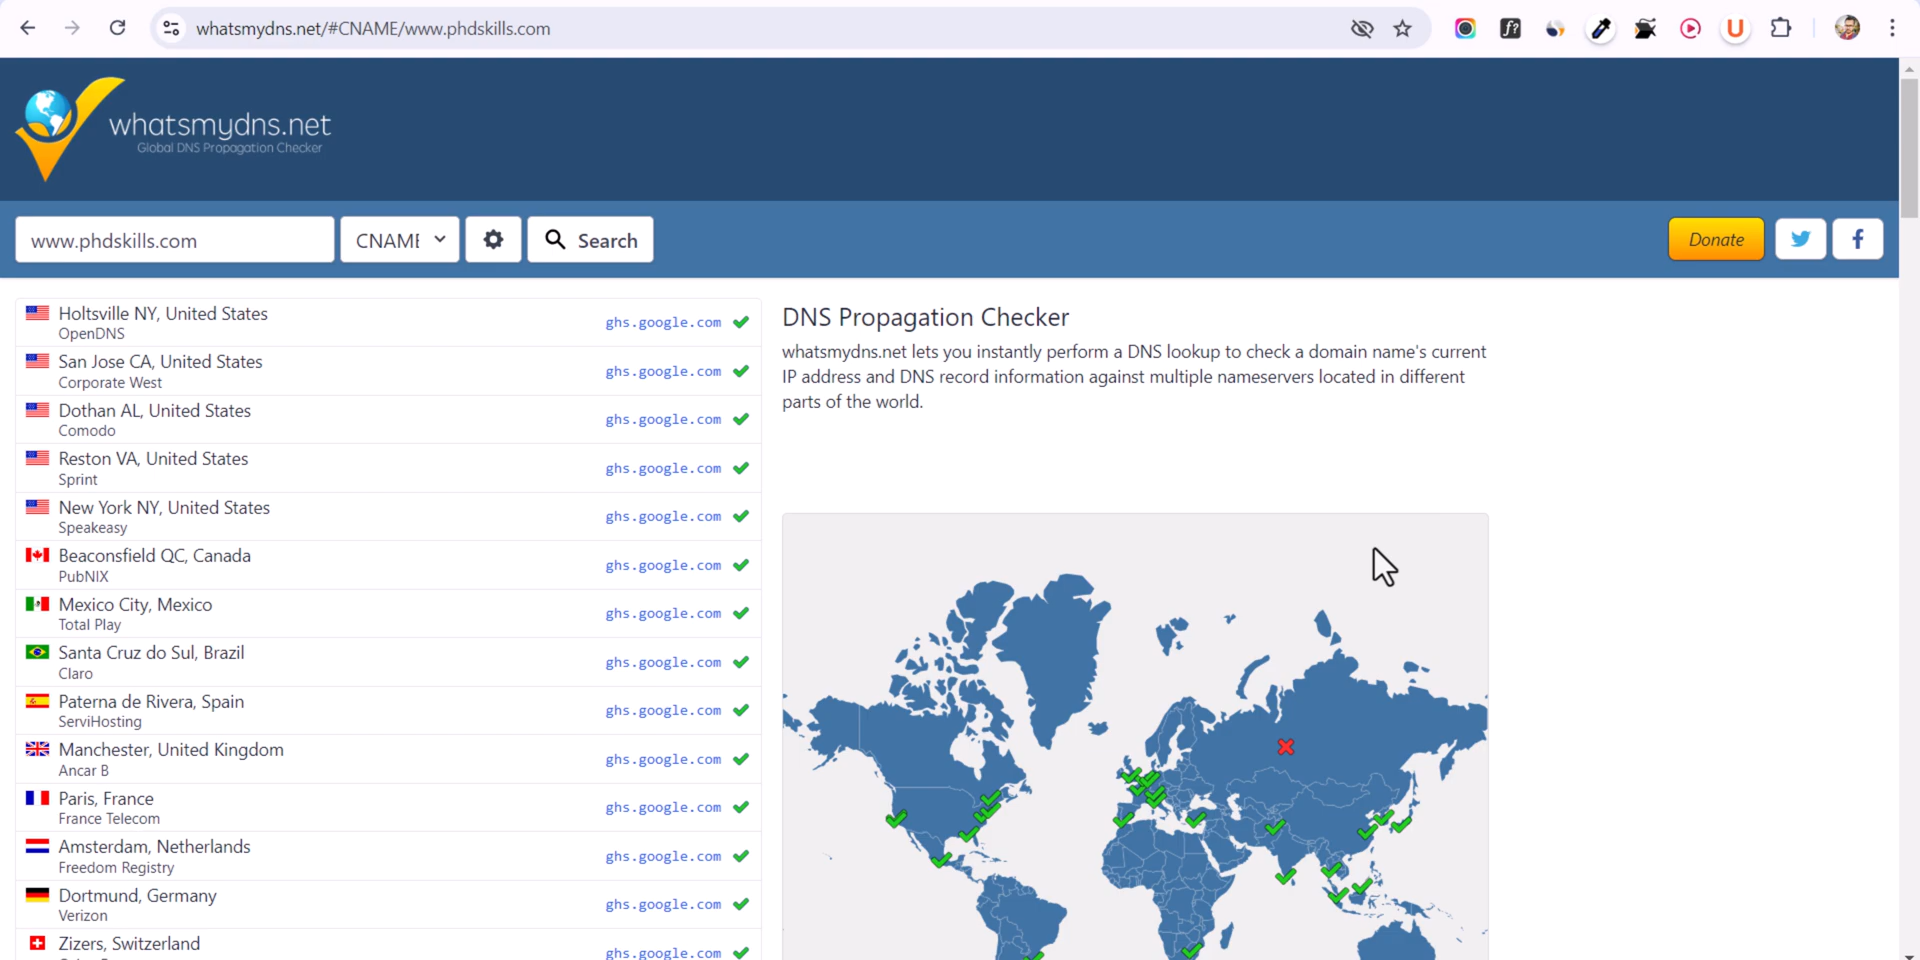 whatsmydns.net/#CNAME/www.phdskills.com
f?
U
whatsmydns.net
Global DNS Propagation Checker
www.phdskills.com
CNAME
Search
Donate
Holtsville NY, United States
OpenDNS
ghs.google.com
San Jose CA, United States
Corporate West
ghs.google.com
Dothan AL, United States
Comodo
ghs.google.com
Reston VA, United States
Sprint
ghs.google.com
New York NY, United States
Speakeasy
ghs.google.com
Beaconsfield QC, Canada
PubNIX
ghs.google.com
Mexico City, Mexico
Total Play
ghs.google.com
Santa Cruz do Sul, Brazil
Claro
ghs.google.com
Paterna de Rivera, Spain
ServiHosting
ghs.google.com
Manchester, United Kingdom
Ancar B
ghs.google.com
Paris, France
France Telecom
ghs.google.com
Amsterdam, Netherlands
Freedom Registry
ghs.google.com
Dortmund, Germany
Verizon
ghs.google.com
Zizers, Switzerland
ghs.google.com
DNS Propagation Checker
whatsmydns.net lets you instantly perform a DNS lookup to check a domain name's current
IP address and DNS record information against multiple nameservers located in different
parts of the world.